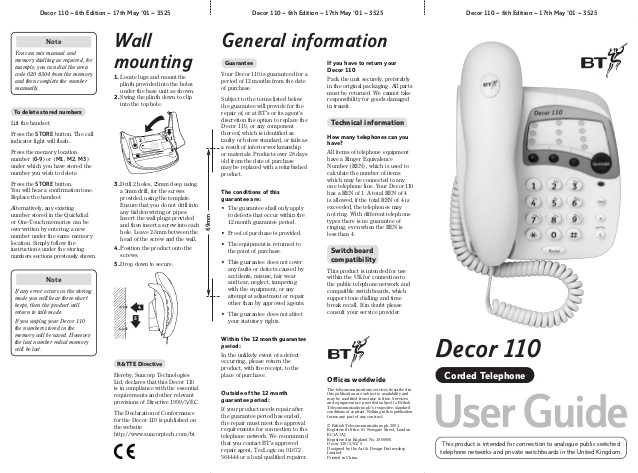 Decor 110 ~ 6th Edition ~ 17th May '01 ~ 3525
Note
You can mix manual and
memory dialling as required, for
example, you can dial the area
code 020 8304 from the memory
and then complete the number
manually.
To delete stored numbers
Lift the handset.
Press the STORE button. The call
indicator light will flash.
Press the memory location
number (0-9) or (M1, M2, M3)
under which you have stored the
number you wish to delete.
Press the STORE button.
You will hear a confirmation tone.
Replace the handset.
Alternatively, any existing
number stored in the Quickdial
or One-Touch memories can be
overwritten by entering a new
number under the same memory
location. Simply follow the
instructions under the storing
numbers sections previously shown.
Note
If any error occurs in the storing
mode you will hear three short
beeps, then the product will
return to talk mode.
If you unplug your Decor 110
the numbers stored in the
memory will be saved. However
the last number redial memory
will be lost.
Wall
mounting
1. Locate lugs and mount the
plinth provided into the holes
under the base unit as shown.
2. Swing the plinth down to clip
into the top hole.
3. Drill 2 holes, 25mm deep using
a 5mm drill, for the screws
provided, using the template.
Ensure that you do not drill into
any hidden wiring or pipes.
Insert the wall plugs provided
and then insert a screw into each
hole. Leave 2.5mm between the
head of the screw and the wall.
4. Position the product onto the
screws.
5. Drop down to secure.
A
B
R&TTE Directive
Hereby, Suncorp Technologies
Ltd, declares that this Decor 110
is in compliance with the essential
requirements and other relevant
provisions of Directive 1999/5/EC.
The Declaration of Conformance
for the Decor 110 is published on
the website
http://www.suncorptech.com/bt
CE
69mm
Decor 110 ~ 6th Edition ~ 17th May '01 ~ 3525
General information
Guarantee
Your Decor 110 is guaranteed for a
period of 12 months from the date
of purchase.
Subject to the terms listed below
the guarantee will provide for the
repair of, or at BT's or its agent's
discretion the option to replace the
Decor 110, or any component
thereof, which is identified as
faulty or below standard, or fails as
a result of inferior workmanship
or materials. Products over 28 days
old from the date of purchase
may be replaced with a refurbished
product.
The conditions of this
guarantee are:
• The guarantee shall only apply
to defects that occur within the
12 month guarantee period.
• Proof of purchase is provided.
• The equipment is returned to
the point of purchase.
• This guarantee does not cover
any faults or defects caused by
accidents, misuse, fair wear
and tear, neglect, tampering
with the equipment, or any
attempt at adjustment or repair
other than by approved agents.
• This guarantee does not affect
your statutory rights.
Within the 12 month guarantee
period:
In the unlikely event of a defect
occurring, please return the
product, with the receipt, to the
place of purchase.
Outside of the 12 month
guarantee period:
If your product needs repair after
the guarantee period has ended,
the repair must meet the approval
requirements for connection to the
telephone network. We recommend
that you contact BT's approved
repair agent, TecLogic on 01672
564444 or a local qualified repairer.
If you have to return your
Decor 110
Pack the unit securely, preferably
in the original packaging. All parts
must be returned. We cannot take
responsibility for goods damaged
in transit.
Technical information
How many telephones can you
have?
All items of telephone equipment
have a Ringer Equivalence
Number (REN), which is used to
calculate the number of items
which may be connected to any
one telephone line. Your Decor 110
has a REN of 1. A total REN of 4
is allowed, if the total REN of 4 is
exceeded, the telephones may
not ring. With different telephone
types there is no guarantee of
ringing, even when the REN is
less than 4.
Switchboard
compatibility
This product is intended for use
within the UK for connection to
the public telephone network and
compatible switchboards, which
support tone dialling and time
break recall. If in doubt please
consult your service provider.
BT
Offices worldwide
The telecommunications services described in
this publication are subject to availability and
may be modified from time to time. Services
and equipment are provided subject to British
Telecommunications plc's respective standard
conditions of contract. Nothing in this publication
forms any part of any contract.
© British Telecommunications plc 2001.
Registered Office: 81 Newgate Street, London
EC1A 7AJ.
Registered in England No. 1800000.
Designed by the Art & Design Partnership
Limited.
Printed in China.
Decor 110 ~ 6th Edition ~ 17th May '01 ~ 3525
BT
BT
Decor 110
1
2
3
4
5
6
7
8
9
*
0
#
Decor 110
Corded Telephone
User Guide
This product is intended for connection to analogue public switched
telephone networks and private switchboards in the United Kingdom.